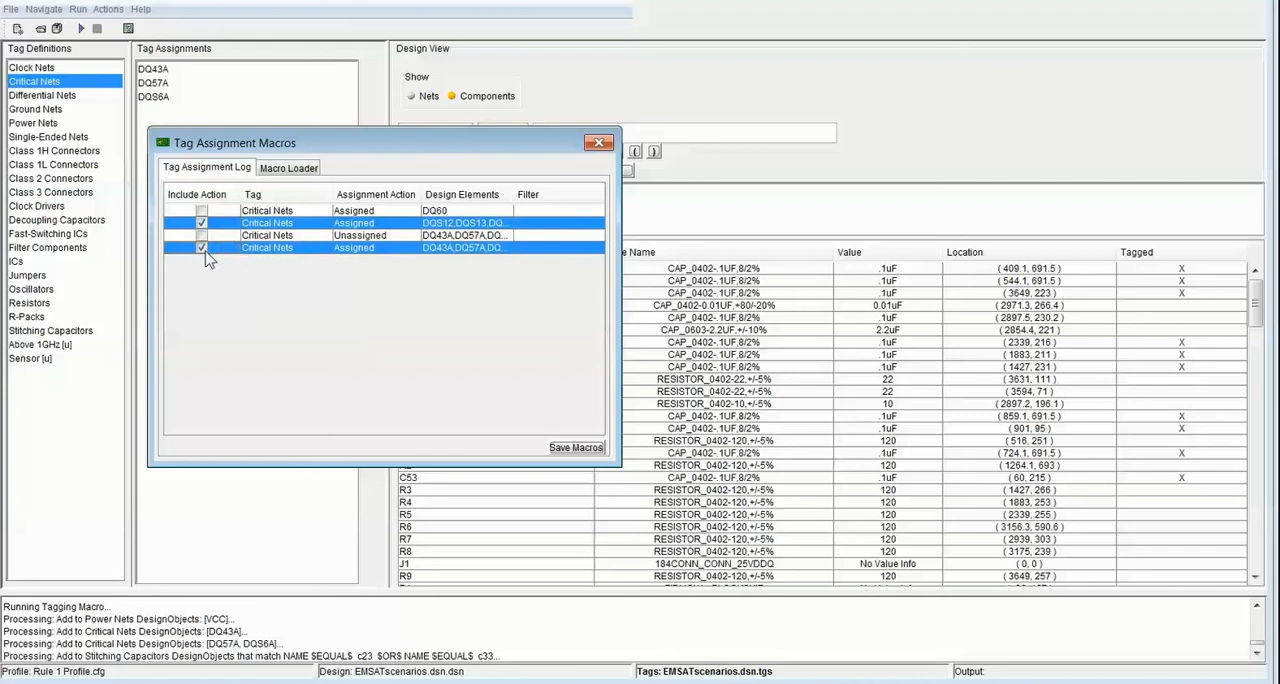 File Navigate Run Actions Help
Tag Definitions
Clock Nets
Critical Nets
Differential Nets
Ground Nets
Power Nets
Single-Ended Nets
Class 1H Connectors
Class 1L Connectors
Class 2 Connectors
Class 3 Connectors
Clock Drivers
Decoupling Capacitors
Fast-Switching ICs
Filter Components
ICs
Jumpers
Oscillators
Resistors
R-Packs
Stitching Capacitors
Above 1GHz [u]
Sensor [u]
Tag Assignments
DQ43A
DQ57A
DQS6A
Design View
Show
Nets Components
( )
Tag Assignment Macros
Tag Assignment Log Macro Loader
Include Action Tag Assignment Action Design Elements Filter
Critical Nets Assigned DQ60
Critical Nets Assigned DQS12,DQS13,DQ...
Critical Nets Unassigned DQ43A,DQ57A,DQ...
Critical Nets Assigned DQ43A,DQ57A,DQ...
Save Macros
e Name Value Location Tagged
CAP_0402-.1UF,8/2% .1uF ( 409.1, 691.5 ) X
CAP_0402-.1UF,8/2% .1uF ( 544.1, 691.5 ) X
CAP_0402-.1UF,8/2% .1uF ( 3649, 223 ) X
CAP_0402-0.01UF,+80/-20% 0.01uF ( 2971.3, 266.4 )
CAP_0402-.1UF,8/2% .1uF ( 2897.5, 230.2 )
CAP_0603-2.2UF,+/-10% 2.2uF ( 2854.4, 221 )
CAP_0402-.1UF,8/2% .1uF ( 2339, 216 ) X
CAP_0402-.1UF,8/2% .1uF ( 1883, 211 ) X
CAP_0402-.1UF,8/2% .1uF ( 1427, 231 ) X
RESISTOR_0402-22,+/-5% 22 ( 3631, 111 )
RESISTOR_0402-22,+/-5% 22 ( 3594, 71 )
RESISTOR_0402-10,+/-5% 10 ( 2897.2, 196.1 )
CAP_0402-.1UF,8/2% .1uF ( 859.1, 691.5 ) X
CAP_0402-.1UF,8/2% .1uF ( 901, 95 ) X
RESISTOR_0402-120,+/-5% 120 ( 516, 251 )
CAP_0402-.1UF,8/2% .1uF ( 724.1, 691.5 ) X
RESISTOR_0402-120,+/-5% 120 ( 1264.1, 693 )
C53 CAP_0402-.1UF,8/2% .1uF ( 60, 215 ) X
R3 RESISTOR_0402-120,+/-5% 120 ( 1427, 266 )
R4 RESISTOR_0402-120,+/-5% 120 ( 1883, 253 )
R5 RESISTOR_0402-120,+/-5% 120 ( 2339, 255 )
R6 RESISTOR_0402-120,+/-5% 120 ( 3156.3, 590.6 )
R7 RESISTOR_0402-120,+/-5% 120 ( 2939, 303 )
R8 RESISTOR_0402-120,+/-5% 120 ( 3175, 239 )
J1 184CONN_CONN_25VDDQ No Value Info ( 0, 0 )
R9 RESISTOR_0402-120,+/-5% 120 ( 3649, 257 )
Running Tagging Macro...
Processing: Add to Power Nets DesignObjects: [VCC]...
Processing: Add to Critical Nets DesignObjects: [DQ43A]...
Processing: Add to Critical Nets DesignObjects: [DQ57A, DQS6A]...
Processing: Add to Stitching Capacitors DesignObjects that match NAME $EQUAL$ c23 $OR$ NAME $EQUAL$ c33...
Profile: Rule 1 Profile.cfg Design: EMSATscenarios.dsn.dsn Tags: EMSATscenarios.dsn.tgs Output: